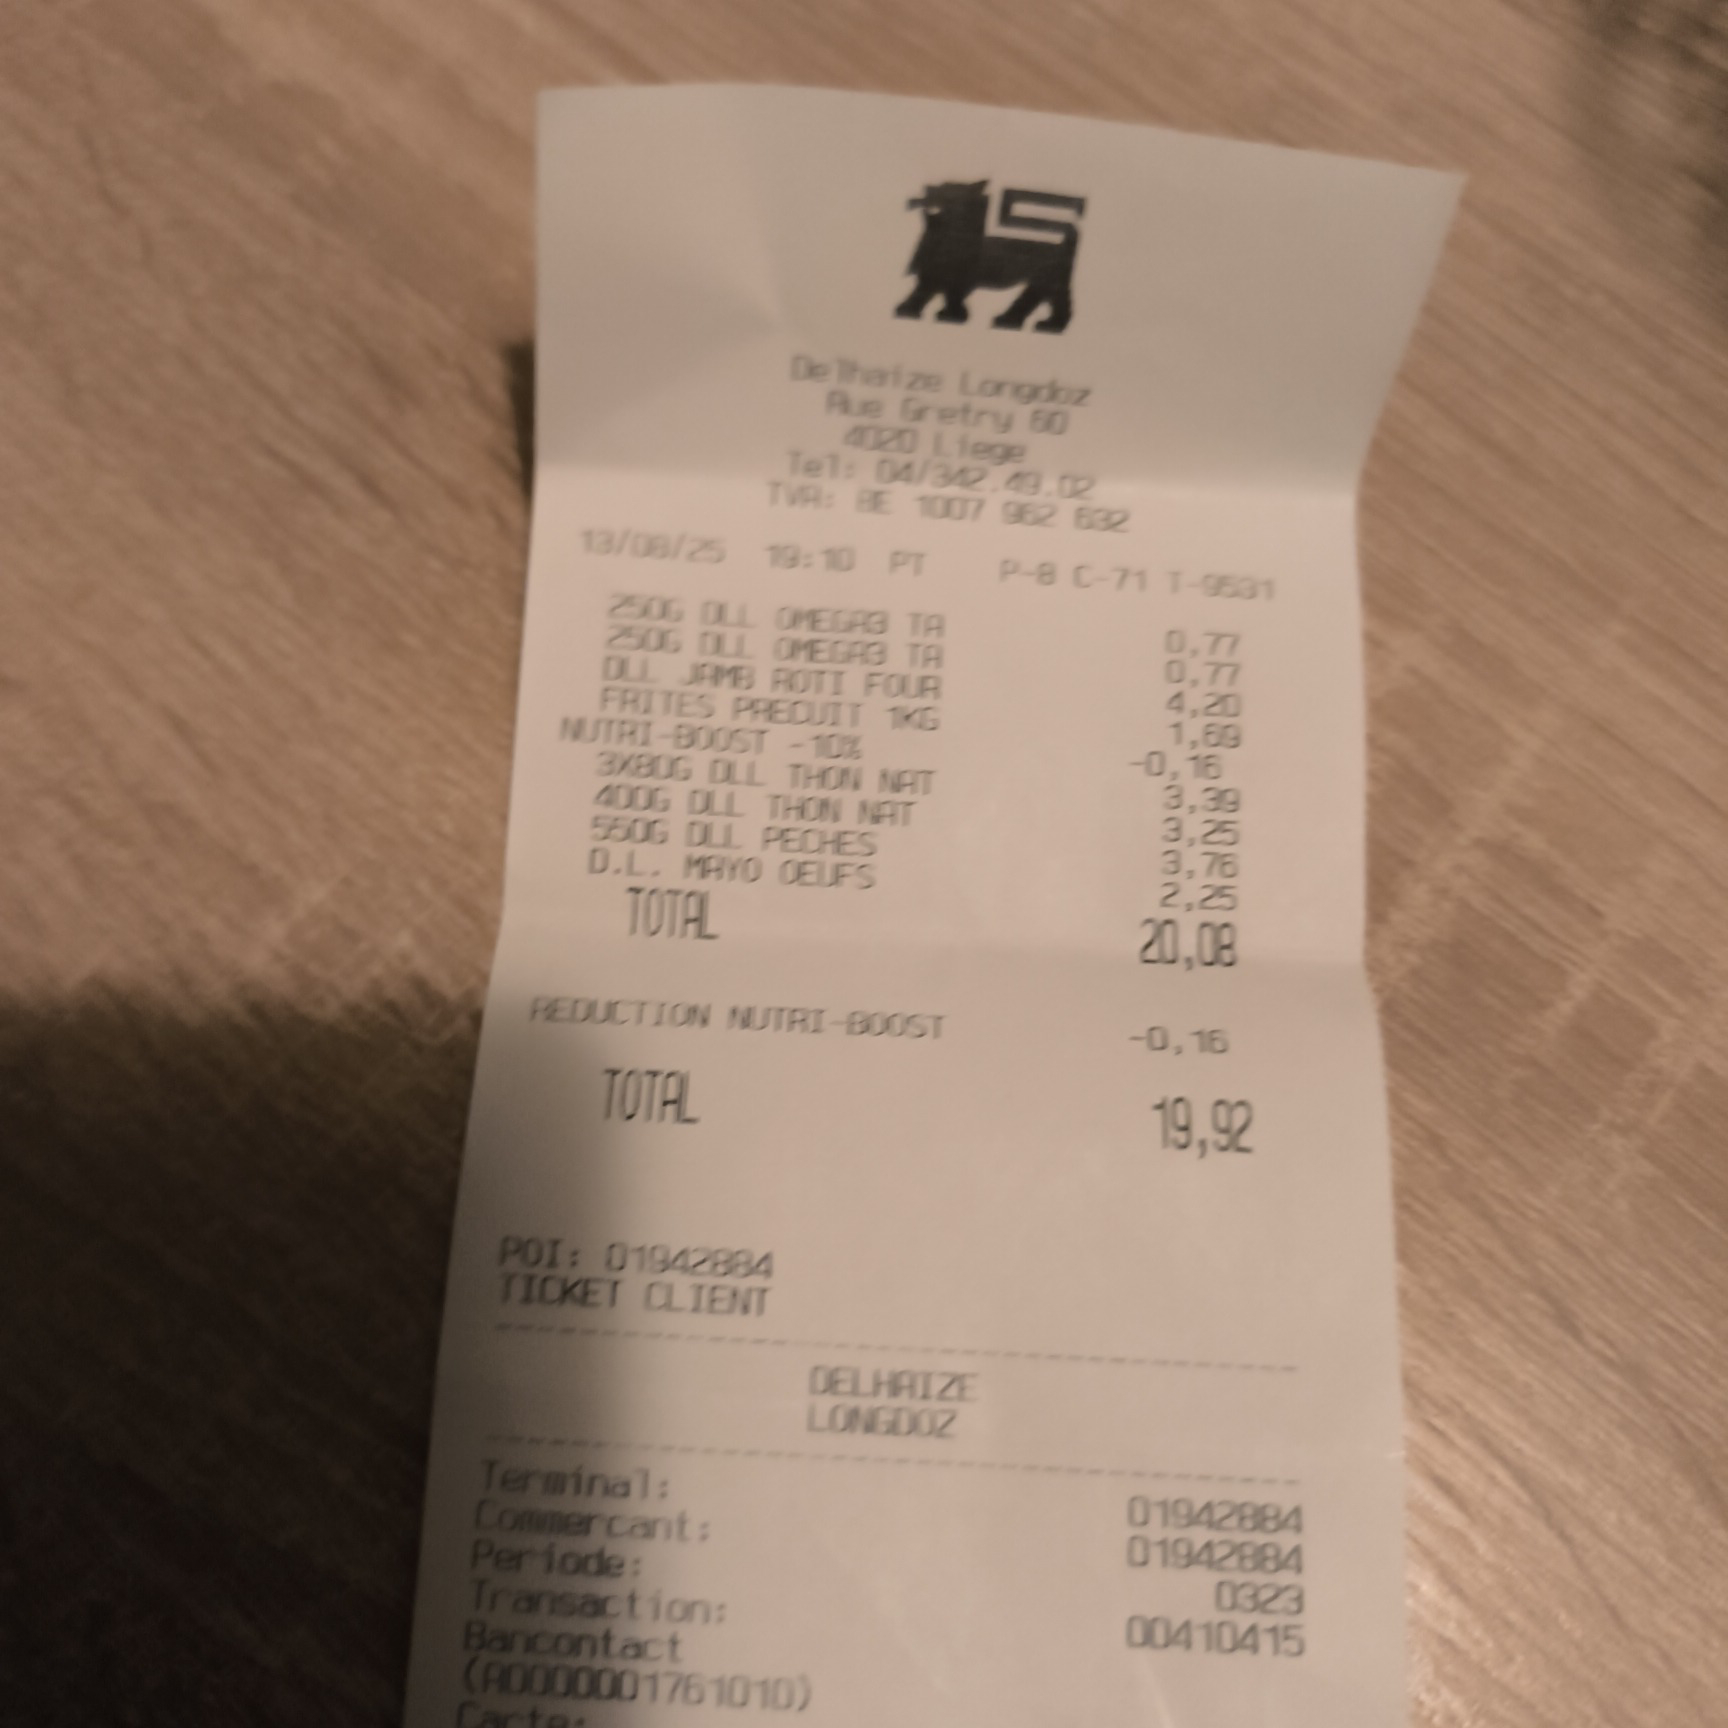 Delhaize Longdoz
Rue Gretry 60
4020 Liege
Tel: 04/342.49.02
TVA: BE 1007 962 632
13/08/25 19:10 PT P-8 C-71 T-9531
250G DLL OMEGA3 TA 0,77
250G DLL OMEGA3 TA 0,77
DLL JAMB ROTI FOUR 4,20
FRITES PRECUIT 1KG 1,69
NUTRI-BOOST -10% -0,16
3X80G DLL THON NAT 3,39
400G DLL THON NAT 3,25
550G DLL PECHES 3,76
D.L. MAYO OEUFS 2,25
TOTAL 20,08
REDUCTION NUTRI-BOOST -0,16
TOTAL 19,92
POI: 01942884
TICKET CLIENT
DELHAIZE
LONGDOZ
Terminal: 01942884
Commercant: 01942884
Periode: 0323
Transaction: 00410415
Bancontact
(A0000001761010)
Carte: